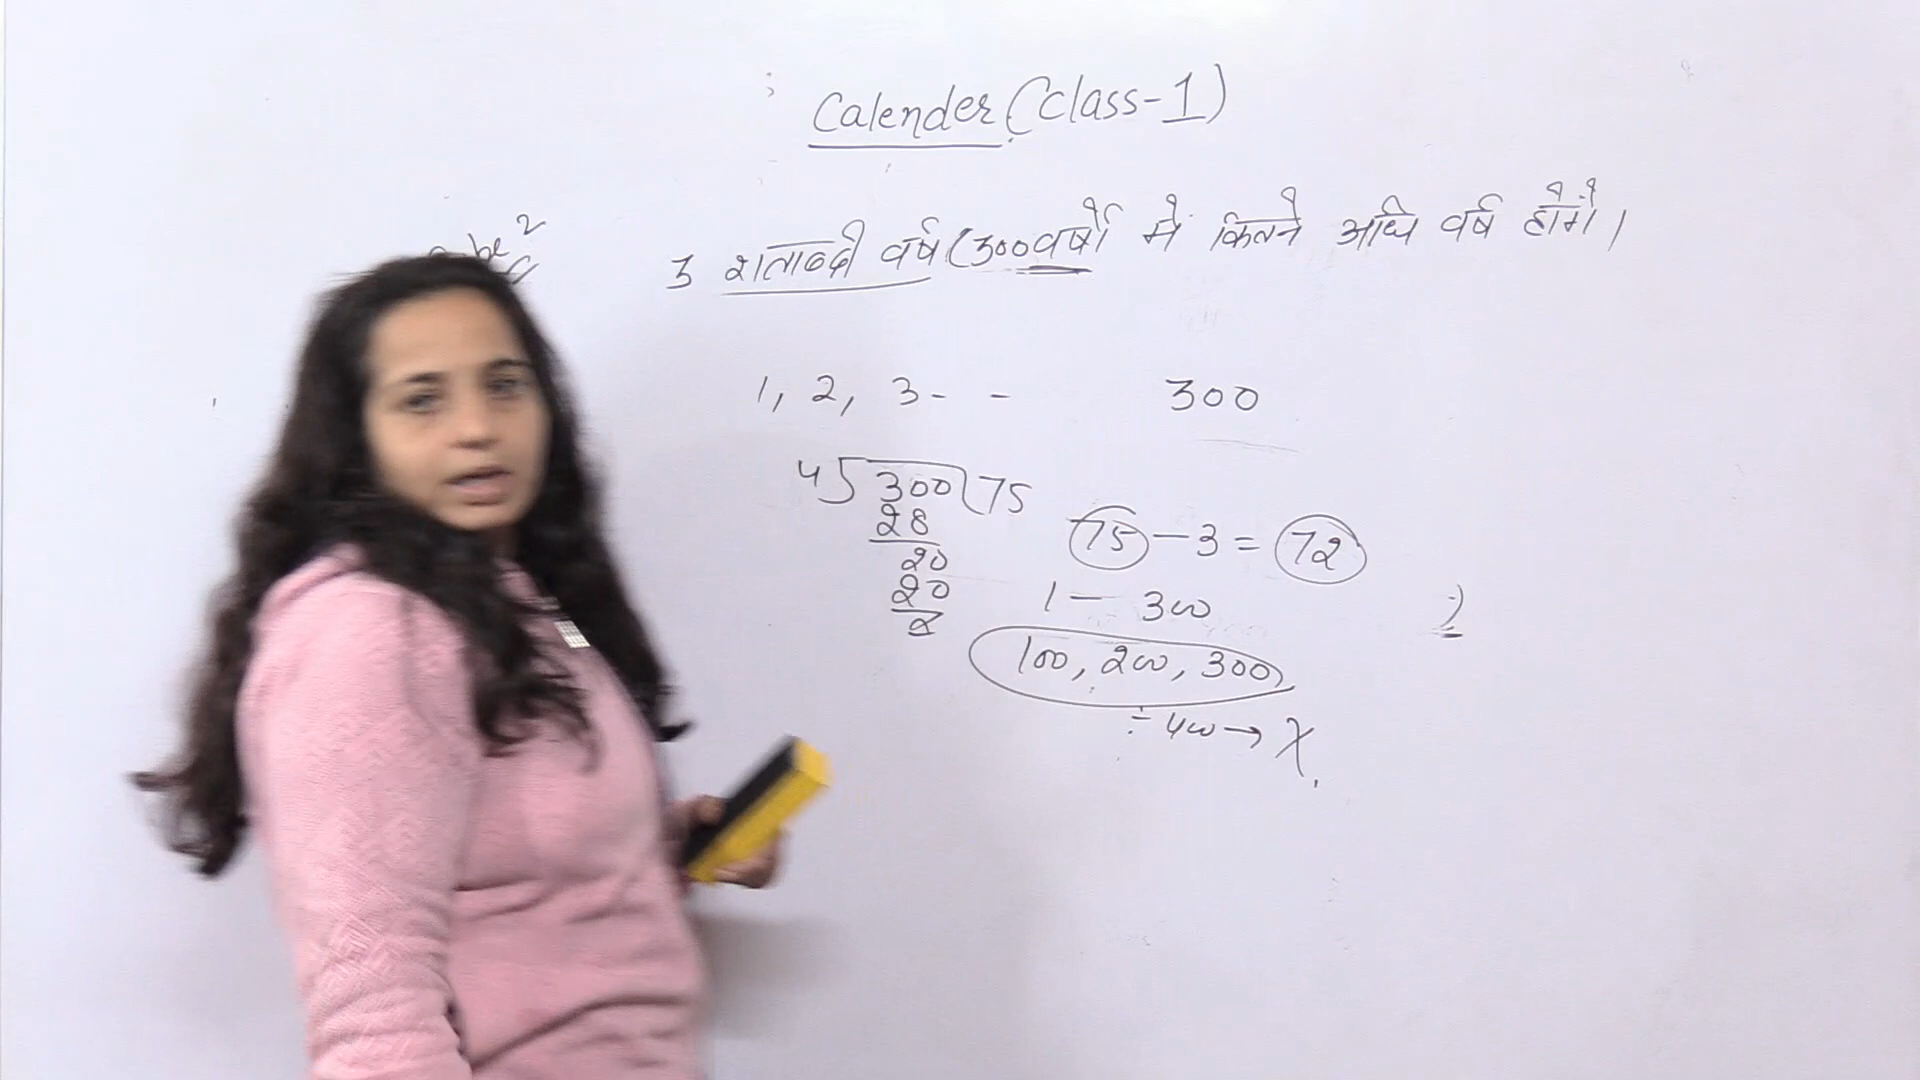 Calender (class-1)
3 शताब्दी वर्ष (300 वर्षो में कितने अधि वर्ष होंगे।
1, 2, 3 - - 300
4) 300 (75
28
20
20
x
75 - 3 = 72
1 - 300
100, 200, 300,
÷ 400 → X